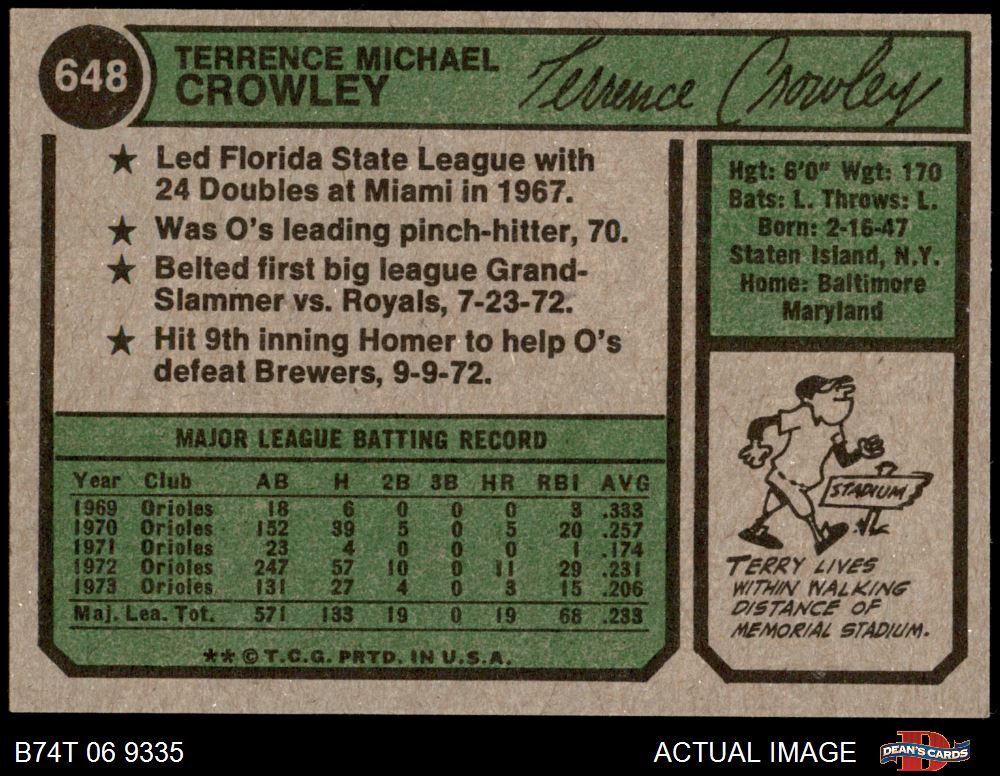 648
TERRENCE MICHAEL
CROWLEY
Terrence Crowley
★ Led Florida State League with
24 Doubles at Miami in 1967.
★ Was O's leading pinch-hitter, 70.
★ Belted first big league Grand-
Slammer vs. Royals, 7-23-72.
★ Hit 9th inning Homer to help O's
defeat Brewers, 9-9-72.
Hgt: 6'0" Wgt: 170
Bats: L. Throws: L.
Born: 2-16-47
Staten Island, N.Y.
Home: Baltimore
Maryland
MAJOR LEAGUE BATTING RECORD
Year Club AB H 2B 3B HR RBI AVG
1969 Orioles 18 6 0 0 0 3 .333
1970 Orioles 152 39 5 0 5 20 .257
1971 Orioles 23 4 0 0 0 1 .174
1972 Orioles 247 57 10 0 11 29 .231
1973 Orioles 131 27 4 0 3 15 .206
Maj. Lea. Tot. 571 133 19 0 19 68 .233
** © T.C.G. PRTD. IN U.S.A.
STADIUM
TERRY LIVES
WITHIN WALKING
DISTANCE OF
MEMORIAL STADIUM.
B74T 06 9335
ACTUAL IMAGE
DEAN'S CARDS